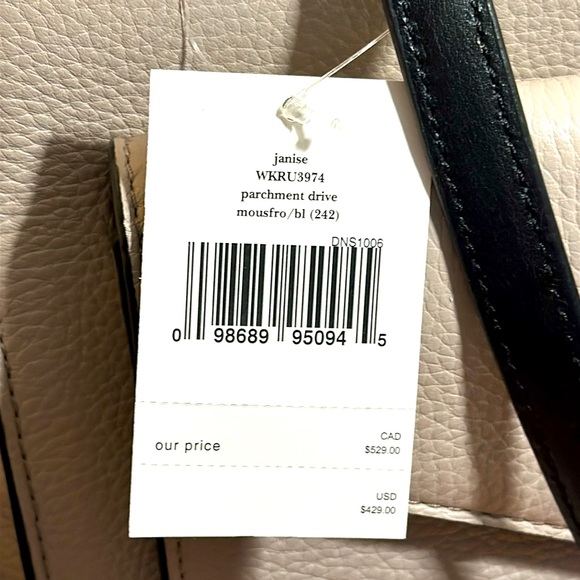 janise
WKRU3974
parchment drive
mousfro/bl (242)
DNS1006
0 98689 95094 5
our price
CAD
$529.00
USD
$429.00